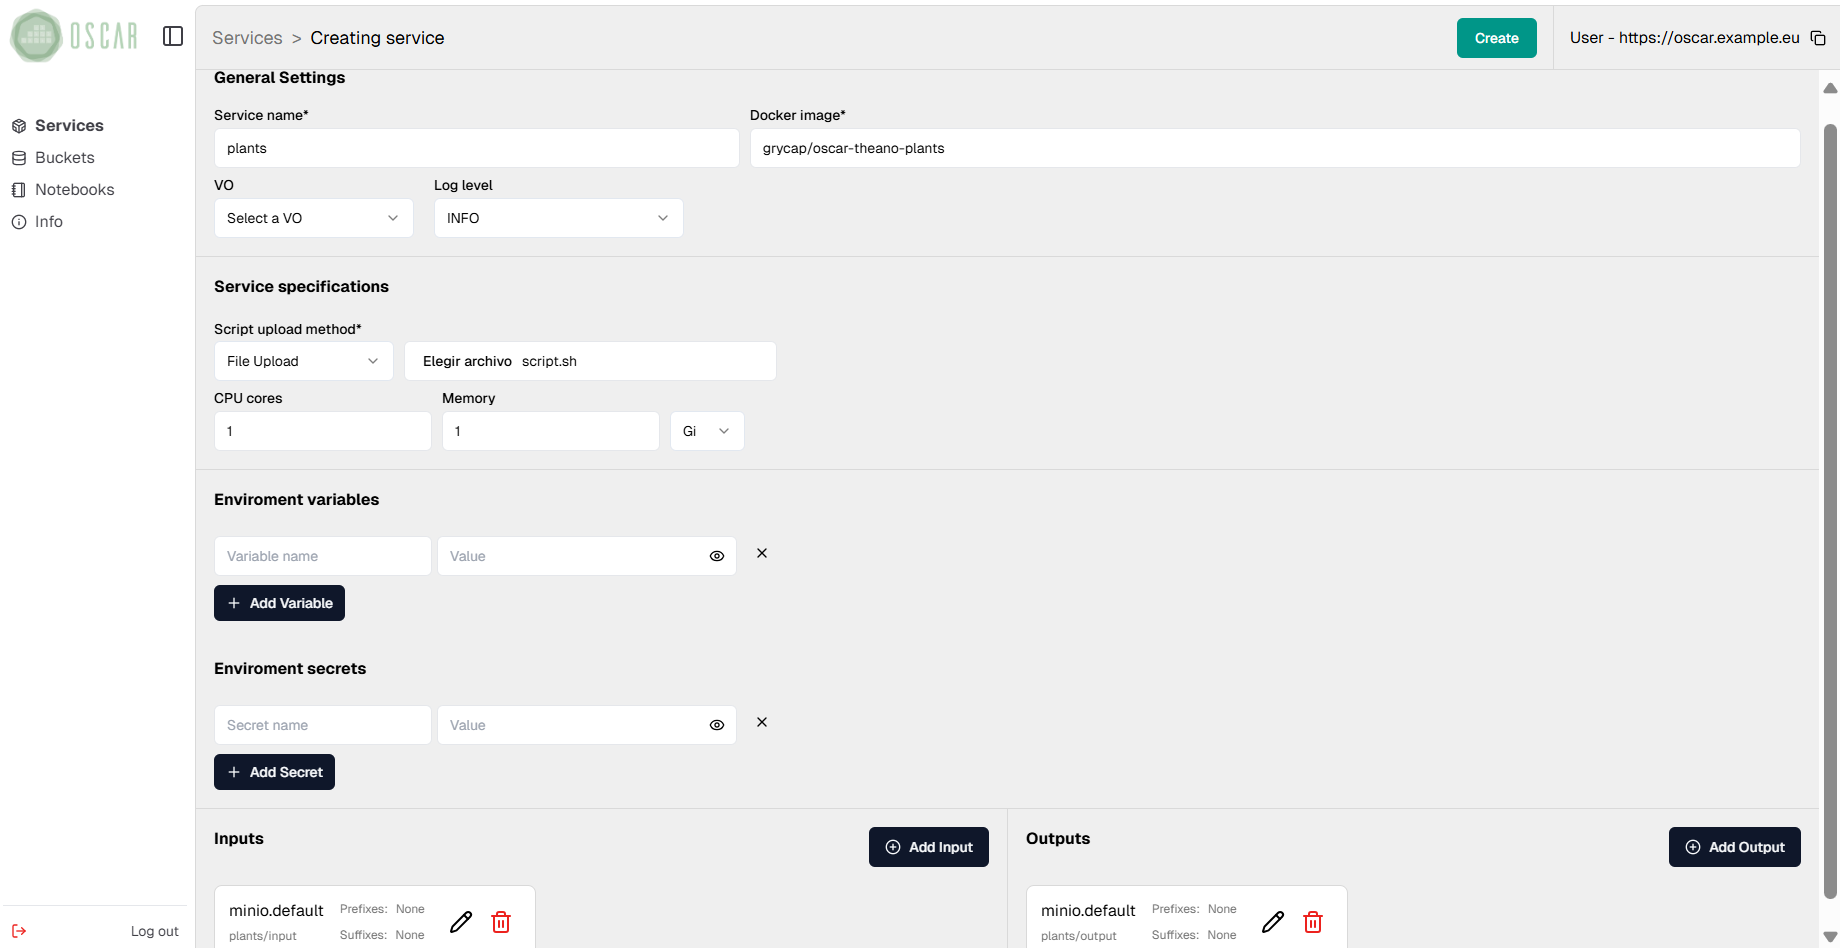 OSCAR
Services > Creating service
Create
User - https://oscar.example.eu
Services
Buckets
Notebooks
Info
Log out
General Settings
Service name*
Docker image*
plants
grycap/oscar-theano-plants
VO
Log level
Select a VO
INFO
Service specifications
Script upload method*
File Upload
Elegir archivo script.sh
CPU cores
Memory
1
1
Gi
Enviroment variables
Variable name
Value
Add Variable
Enviroment secrets
Secret name
Value
Add Secret
Inputs
Add Input
minio.default
Prefixes: None
plants/input
Suffixes: None
Outputs
Add Output
minio.default
Prefixes: None
plants/output
Suffixes: None